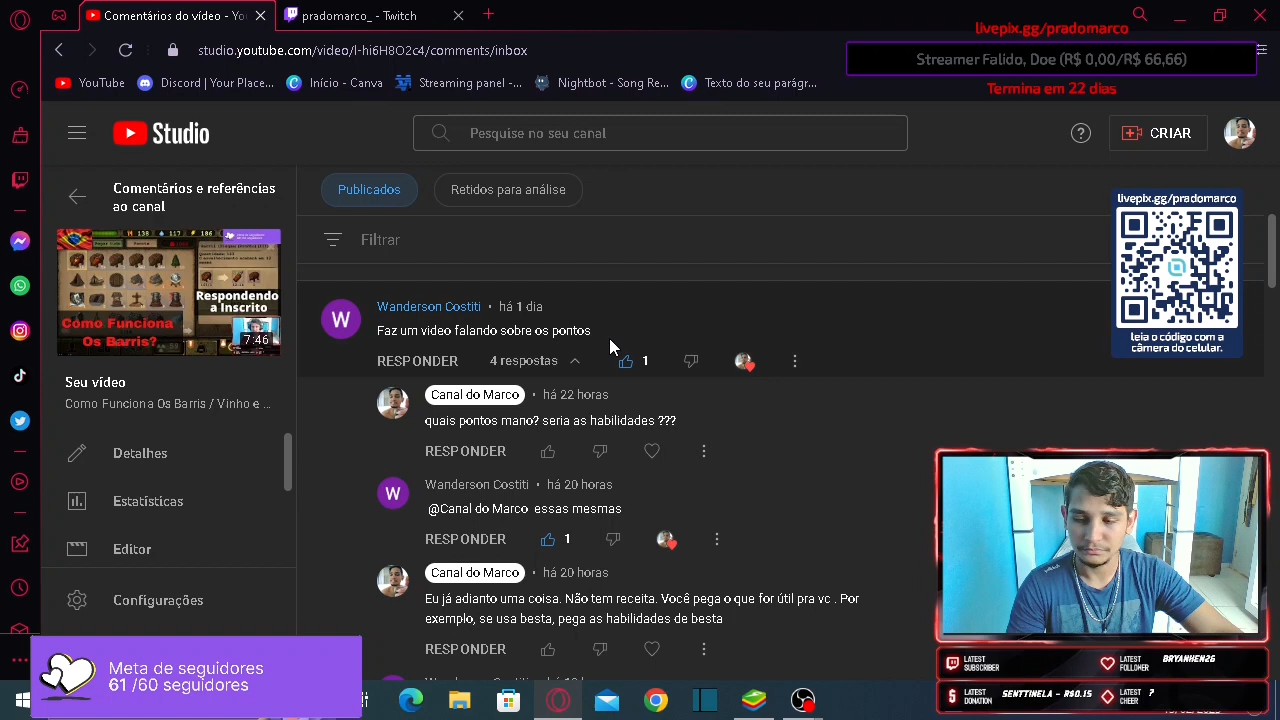 Comentários do vídeo - You
pradomarco_ - Twitch
livepix.gg/pradomarco
studio.youtube.com/video/l-hi6H8O2c4/comments/inbox
Streamer Falido, Doe (R$ 0,00/R$ 66,66)
Termina em 22 dias
YouTube
Discord | Your Place...
Início - Canva
Streaming panel -...
Nightbot - Song Re...
Texto do seu parágr...
Studio
Pesquise no seu canal
CRIAR
Comentários e referências
ao canal
Publicados
Retidos para análise
Filtrar
livepix.gg/pradomarco
leia o código com a
câmera do celular.
138
117
186
Respondendo
a Inscrito
Como Funciona
Os Barris?
7:46
Seu vídeo
Como Funciona Os Barris / Vinho e ...
Detalhes
Estatísticas
Editor
Configurações
W
Wanderson Costiti • há 1 dia
Faz um video falando sobre os pontos
RESPONDER 4 respostas 1
Canal do Marco • há 22 horas
quais pontos mano? seria as habilidades ???
RESPONDER
W
Wanderson Costiti • há 20 horas
@Canal do Marco essas mesmas
RESPONDER 1
Canal do Marco • há 20 horas
Eu já adianto uma coisa. Não tem receita. Você pega o que for útil pra vc . Por
exemplo, se usa besta, pega as habilidades de besta
RESPONDER
Meta de seguidores
61 /60 seguidores
LATEST SUBSCRIBER
LATEST FOLLOWER BRYANHEN26
LATEST DONATION SENTTINELA - R$0.15
LATEST CHEER ?